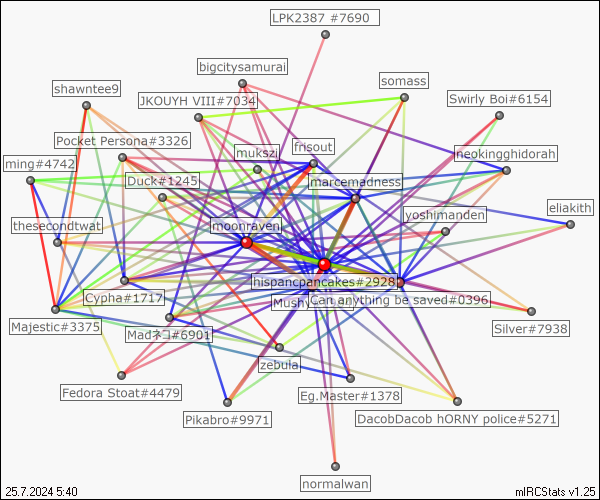 LPK2387 #7690
bigcitysamurai
somass
shawntee9
JKOUYH VIII#7034
Swirly Boi#6154
Pocket Persona#3326
frisout
mukszi
neokingghidorah
ming#4742
Duck#1245
marcemadness
eliakith
yoshimanden
thesecondtwat
moonraven
hispancpancakes#2928
Cypha#1717
Mushy
Can anything be saved#0396
Majestic#3375
Madネコ#6901
Silver#7938
zebula
Fedora Stoat#4479
Eg.Master#1378
Pikabro#9971
DacobDacob hORNY police#5271
normalwan
25.7.2024 5:40
mIRCStats v1.25